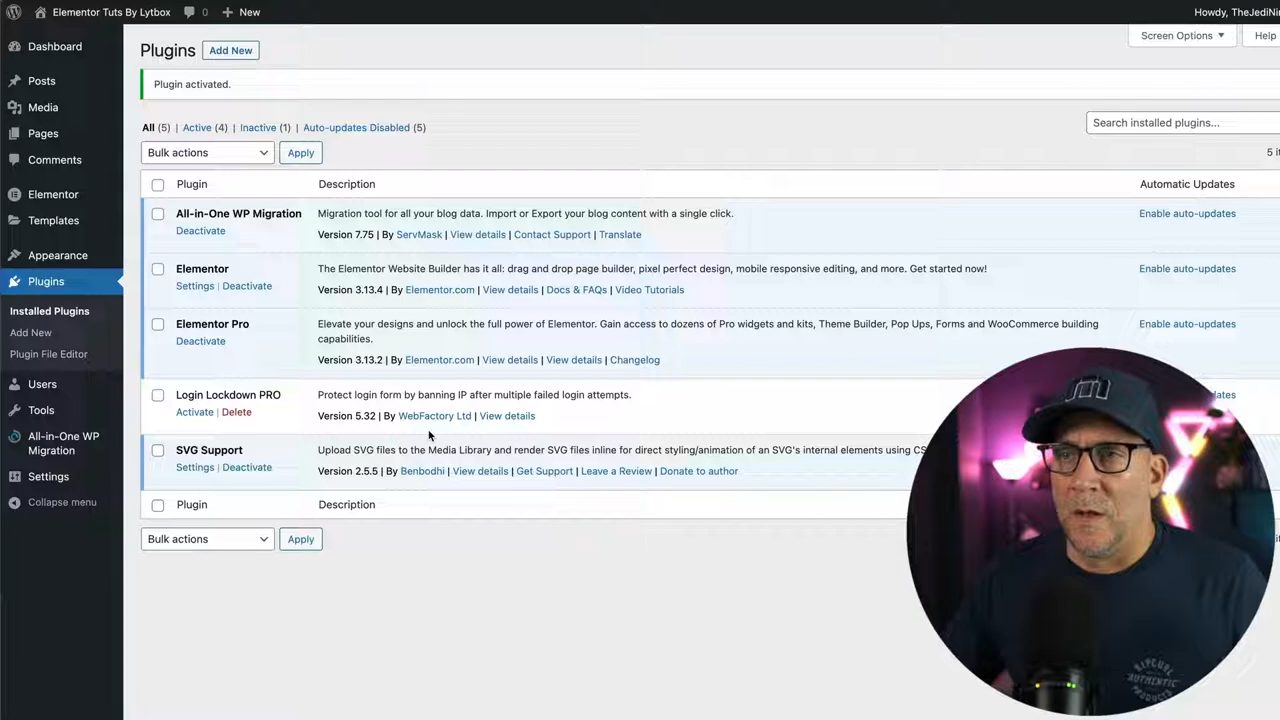 Elementor Tuts By Lytbox 0 New
Howdy, TheJediNi
Dashboard
Posts
Media
Pages
Comments
Elementor
Templates
Appearance
Plugins
Installed Plugins
Add New
Plugin File Editor
Users
Tools
All-in-One WP
Migration
Settings
Collapse menu
Plugins Add New
Screen Options Help
Plugin activated.
All (5) | Active (4) | Inactive (1) | Auto-updates Disabled (5)
Search installed plugins...
Bulk actions Apply
5 it
Plugin Description Automatic Updates
All-in-One WP Migration Migration tool for all your blog data. Import or Export your blog content with a single click. Enable auto-updates
Deactivate Version 7.75 | By ServMask | View details | Contact Support | Translate
Elementor The Elementor Website Builder has it all: drag and drop page builder, pixel perfect design, mobile responsive editing, and more. Get started now! Enable auto-updates
Settings | Deactivate Version 3.13.4 | By Elementor.com | View details | Docs & FAQs | Video Tutorials
Elementor Pro Elevate your designs and unlock the full power of Elementor. Gain access to dozens of Pro widgets and kits, Theme Builder, Pop Ups, Forms and WooCommerce building Enable auto-updates
Deactivate capabilities.
Version 3.13.2 | By Elementor.com | View details | View details | Changelog
Login Lockdown PRO Protect login form by banning IP after multiple failed login attempts. ates
Activate | Delete Version 5.32 | By WebFactory Ltd | View details
SVG Support Upload SVG files to the Media Library and render SVG files inline for direct styling/animation of an SVG's internal elements using CS
Settings | Deactivate Version 2.5.5 | By Benbodhi | View details | Get Support | Leave a Review | Donate to author
Plugin Description
Bulk actions Apply
RIPCURL
AUTHENTIC
PRODUCTS